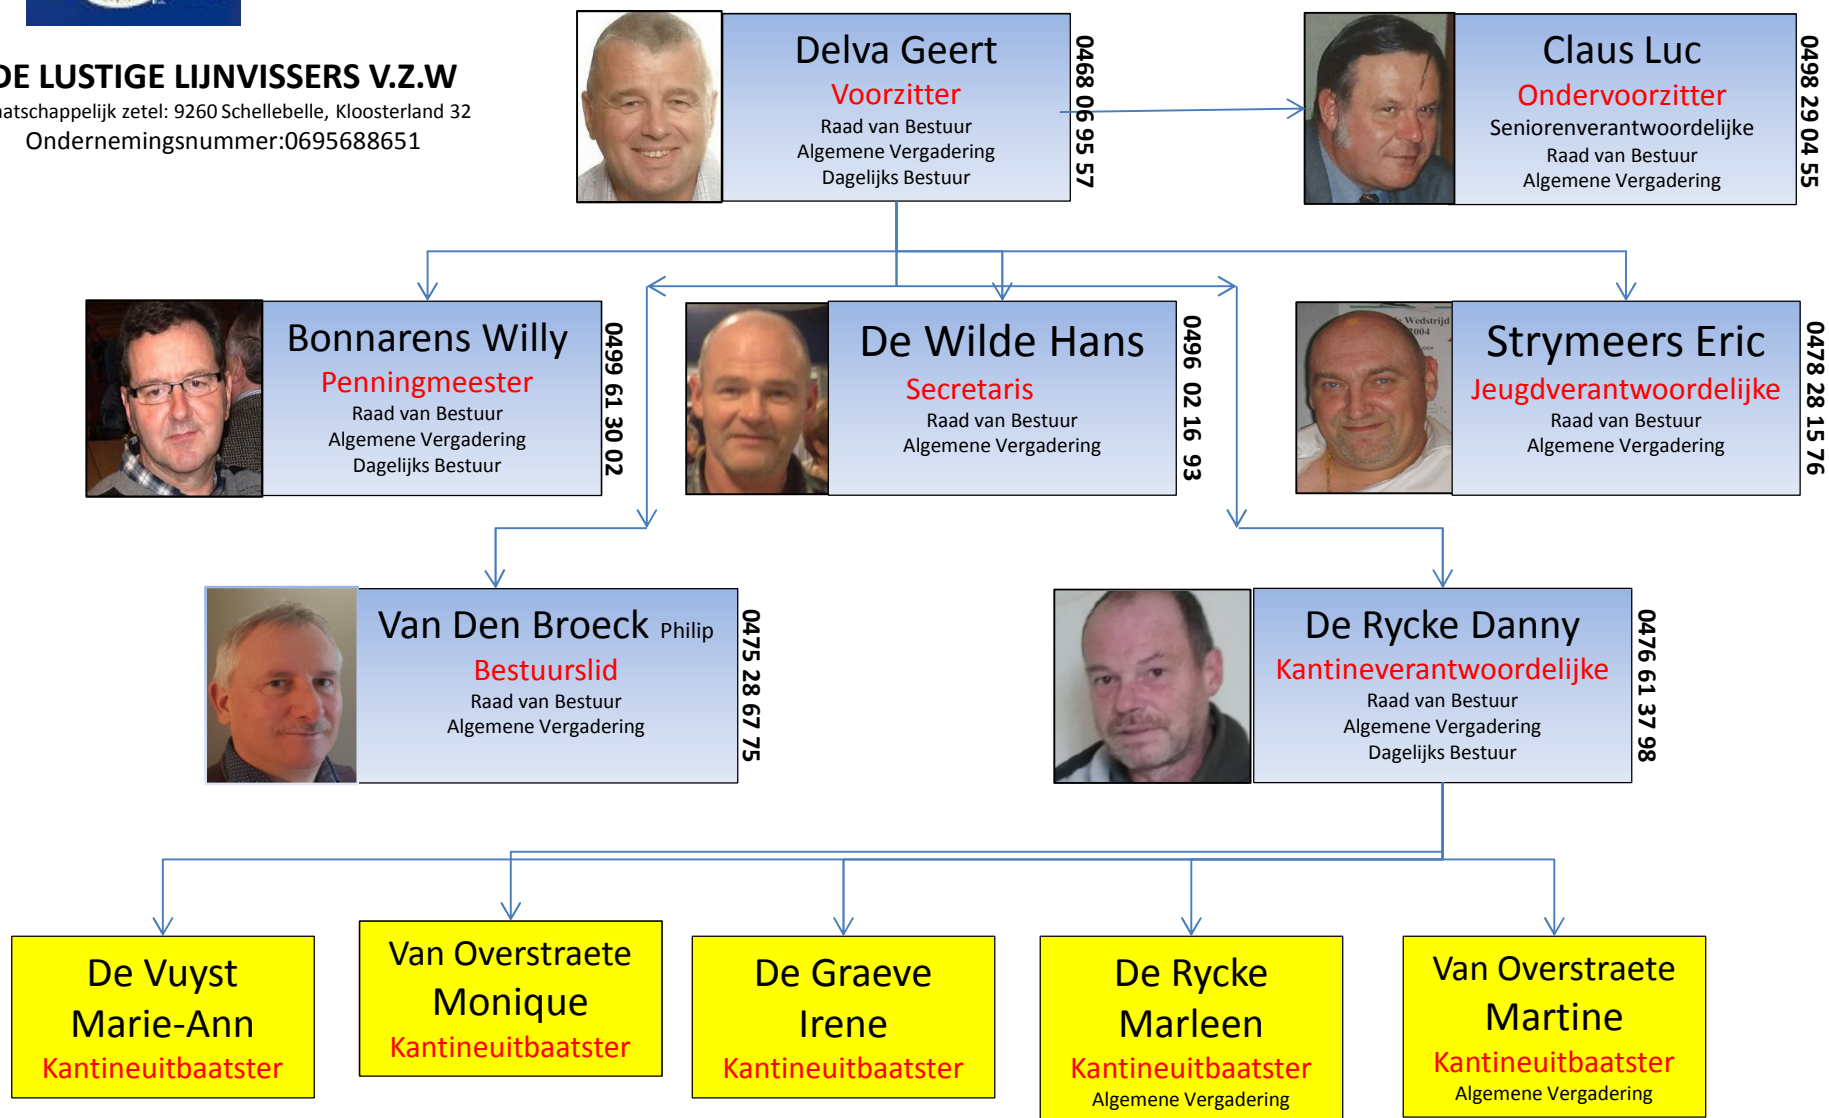 DE LUSTIGE LIJNVISSERS V.Z.W
aatschappelijk zetel: 9260 Schellebelle, Kloosterland 32
Ondernemingsnummer:0695688651
Delva Geert
Voorzitter
Raad van Bestuur
Algemene Vergadering
Dagelijks Bestuur
0468 06 95 57
Claus Luc
Ondervoorzitter
Seniorenverantwoordelijke
Raad van Bestuur
Algemene Vergadering
0498 29 04 55
Bonnarens Willy
Penningmeester
Raad van Bestuur
Algemene Vergadering
Dagelijks Bestuur
0499 61 30 02
De Wilde Hans
Secretaris
Raad van Bestuur
Algemene Vergadering
0496 02 16 93
Wedstrijd
2004
Strymeers Eric
Jeugdverantwoordelijke
Raad van Bestuur
Algemene Vergadering
0478 28 15 76
Van Den Broeck Philip
Bestuurslid
Raad van Bestuur
Algemene Vergadering
0475 28 67 75
De Rycke Danny
Kantineverantwoordelijke
Raad van Bestuur
Algemene Vergadering
Dagelijks Bestuur
0476 61 37 98
De Vuyst
Marie-Ann
Kantineuitbaatster
Van Overstraete
Monique
Kantineuitbaatster
De Graeve
Irene
Kantineuitbaatster
De Rycke
Marleen
Kantineuitbaatster
Algemene Vergadering
Van Overstraete
Martine
Kantineuitbaatster
Algemene Vergadering